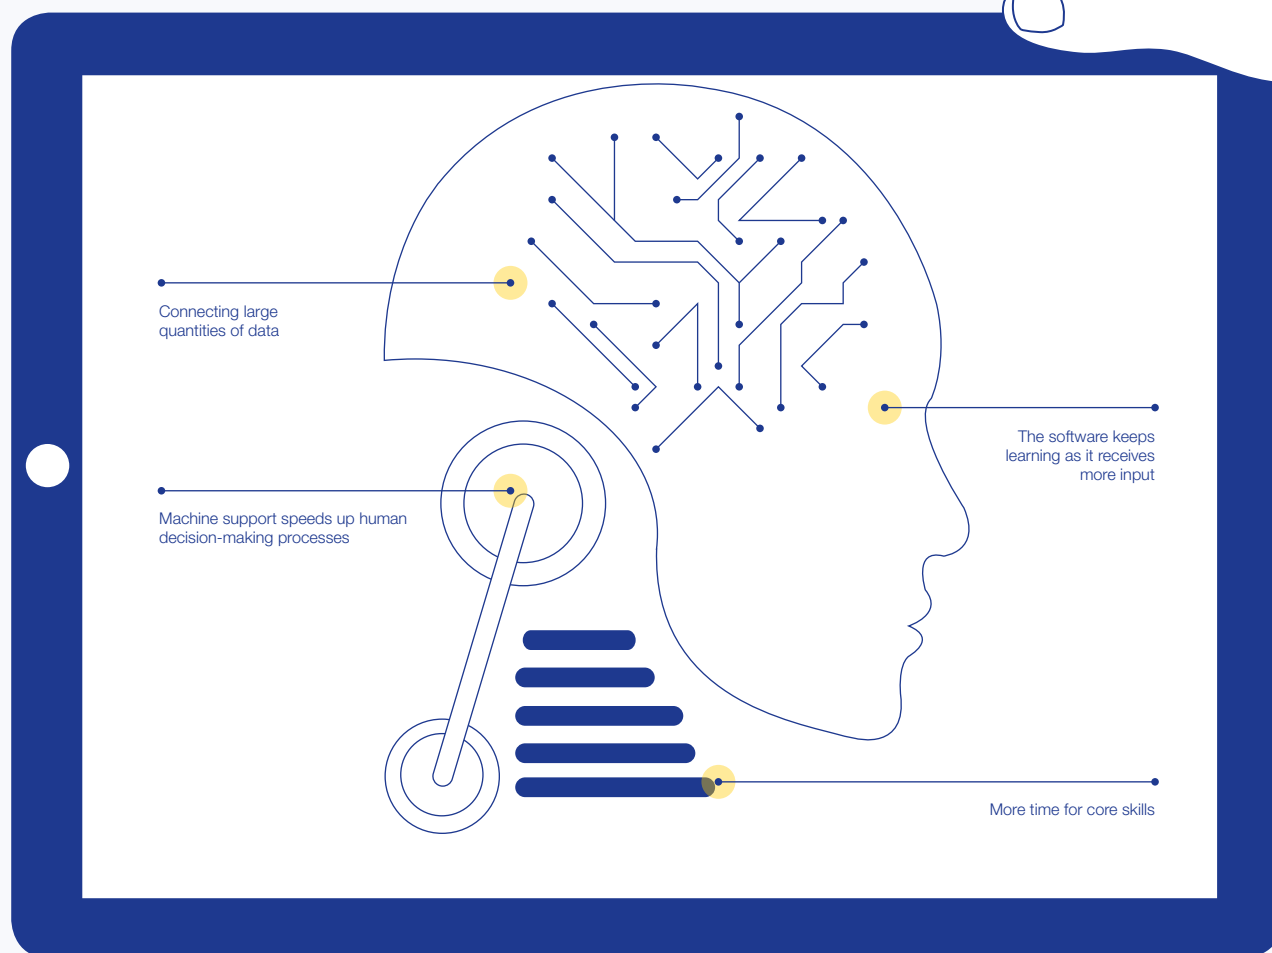 Connecting large
quantities of data
The software keeps
learning as it receives
more input
Machine support speeds up human
decision-making processes
More time for core skills